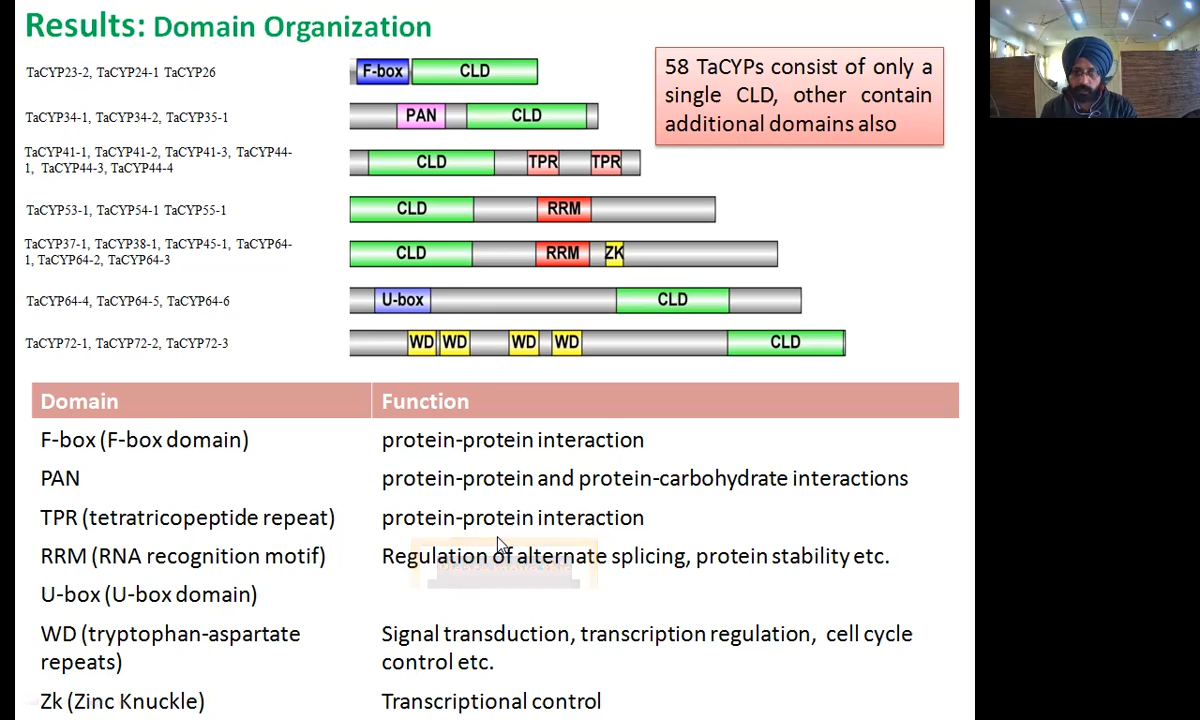 Results: Domain Organization
TaCYP23-2, TaCYP24-1 TaCYP26
F-box CLD
58 TaCYPs consist of only a
single CLD, other contain
additional domains also
TaCYP34-1, TaCYP34-2, TaCYP35-1
PAN CLD
TaCYP41-1, TaCYP41-2, TaCYP41-3, TaCYP44-
1, TaCYP44-3, TaCYP44-4
CLD TPR TPR
TaCYP53-1, TaCYP54-1 TaCYP55-1
CLD RRM
TaCYP37-1, TaCYP38-1, TaCYP45-1, TaCYP64-
1, TaCYP64-2, TaCYP64-3
CLD RRM ZK
TaCYP64-4, TaCYP64-5, TaCYP64-6
U-box CLD
TaCYP72-1, TaCYP72-2, TaCYP72-3
WD WD WD WD CLD
Domain Function
F-box (F-box domain) protein-protein interaction
PAN protein-protein and protein-carbohydrate interactions
TPR (tetratricopeptide repeat) protein-protein interaction
RRM (RNA recognition motif) Regulation of alternate splicing, protein stability etc.
U-box (U-box domain)
WD (tryptophan-aspartate
repeats)
Signal transduction, transcription regulation, cell cycle
control etc.
Zk (Zinc Knuckle) Transcriptional control